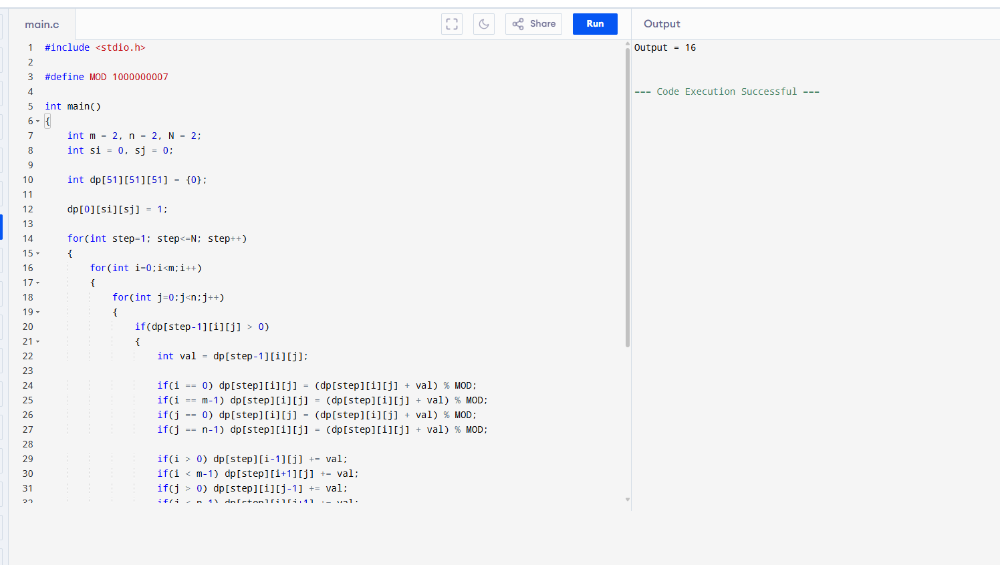 main.c
Share
Run
Output
1 #include <stdio.h>
2
3 #define MOD 1000000007
4
5 int main()
6 {
7 int m = 2, n = 2, N = 2;
8 int si = 0, sj = 0;
9
10 int dp[51][51][51] = {0};
11
12 dp[0][si][sj] = 1;
13
14 for(int step=1; step<=N; step++)
15 {
16 for(int i=0;i<m;i++)
17 {
18 for(int j=0;j<n;j++)
19 {
20 if(dp[step-1][i][j] > 0)
21 {
22 int val = dp[step-1][i][j];
23
24 if(i == 0) dp[step][i][j] = (dp[step][i][j] + val) % MOD;
25 if(i == m-1) dp[step][i][j] = (dp[step][i][j] + val) % MOD;
26 if(j == 0) dp[step][i][j] = (dp[step][i][j] + val) % MOD;
27 if(j == n-1) dp[step][i][j] = (dp[step][i][j] + val) % MOD;
28
29 if(i > 0) dp[step][i-1][j] += val;
30 if(i < m-1) dp[step][i+1][j] += val;
31 if(j > 0) dp[step][i][j-1] += val;
32 if(j < n-1) dp[step][i][j+1] += val;
Output = 16
=== Code Execution Successful ===